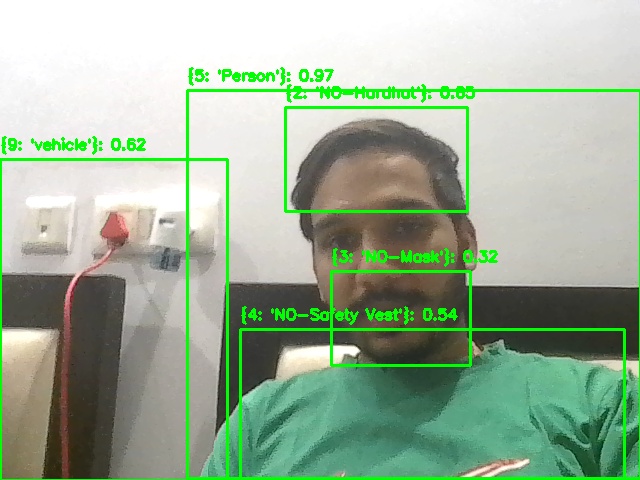 {5: 'Person'}: 0.97
{2: 'NO-Hardhat'}: 0.85
{9: 'vehicle'}: 0.62
{3: 'NO-Mask'}: 0.32
{4: 'NO-Safety Vest'}: 0.54